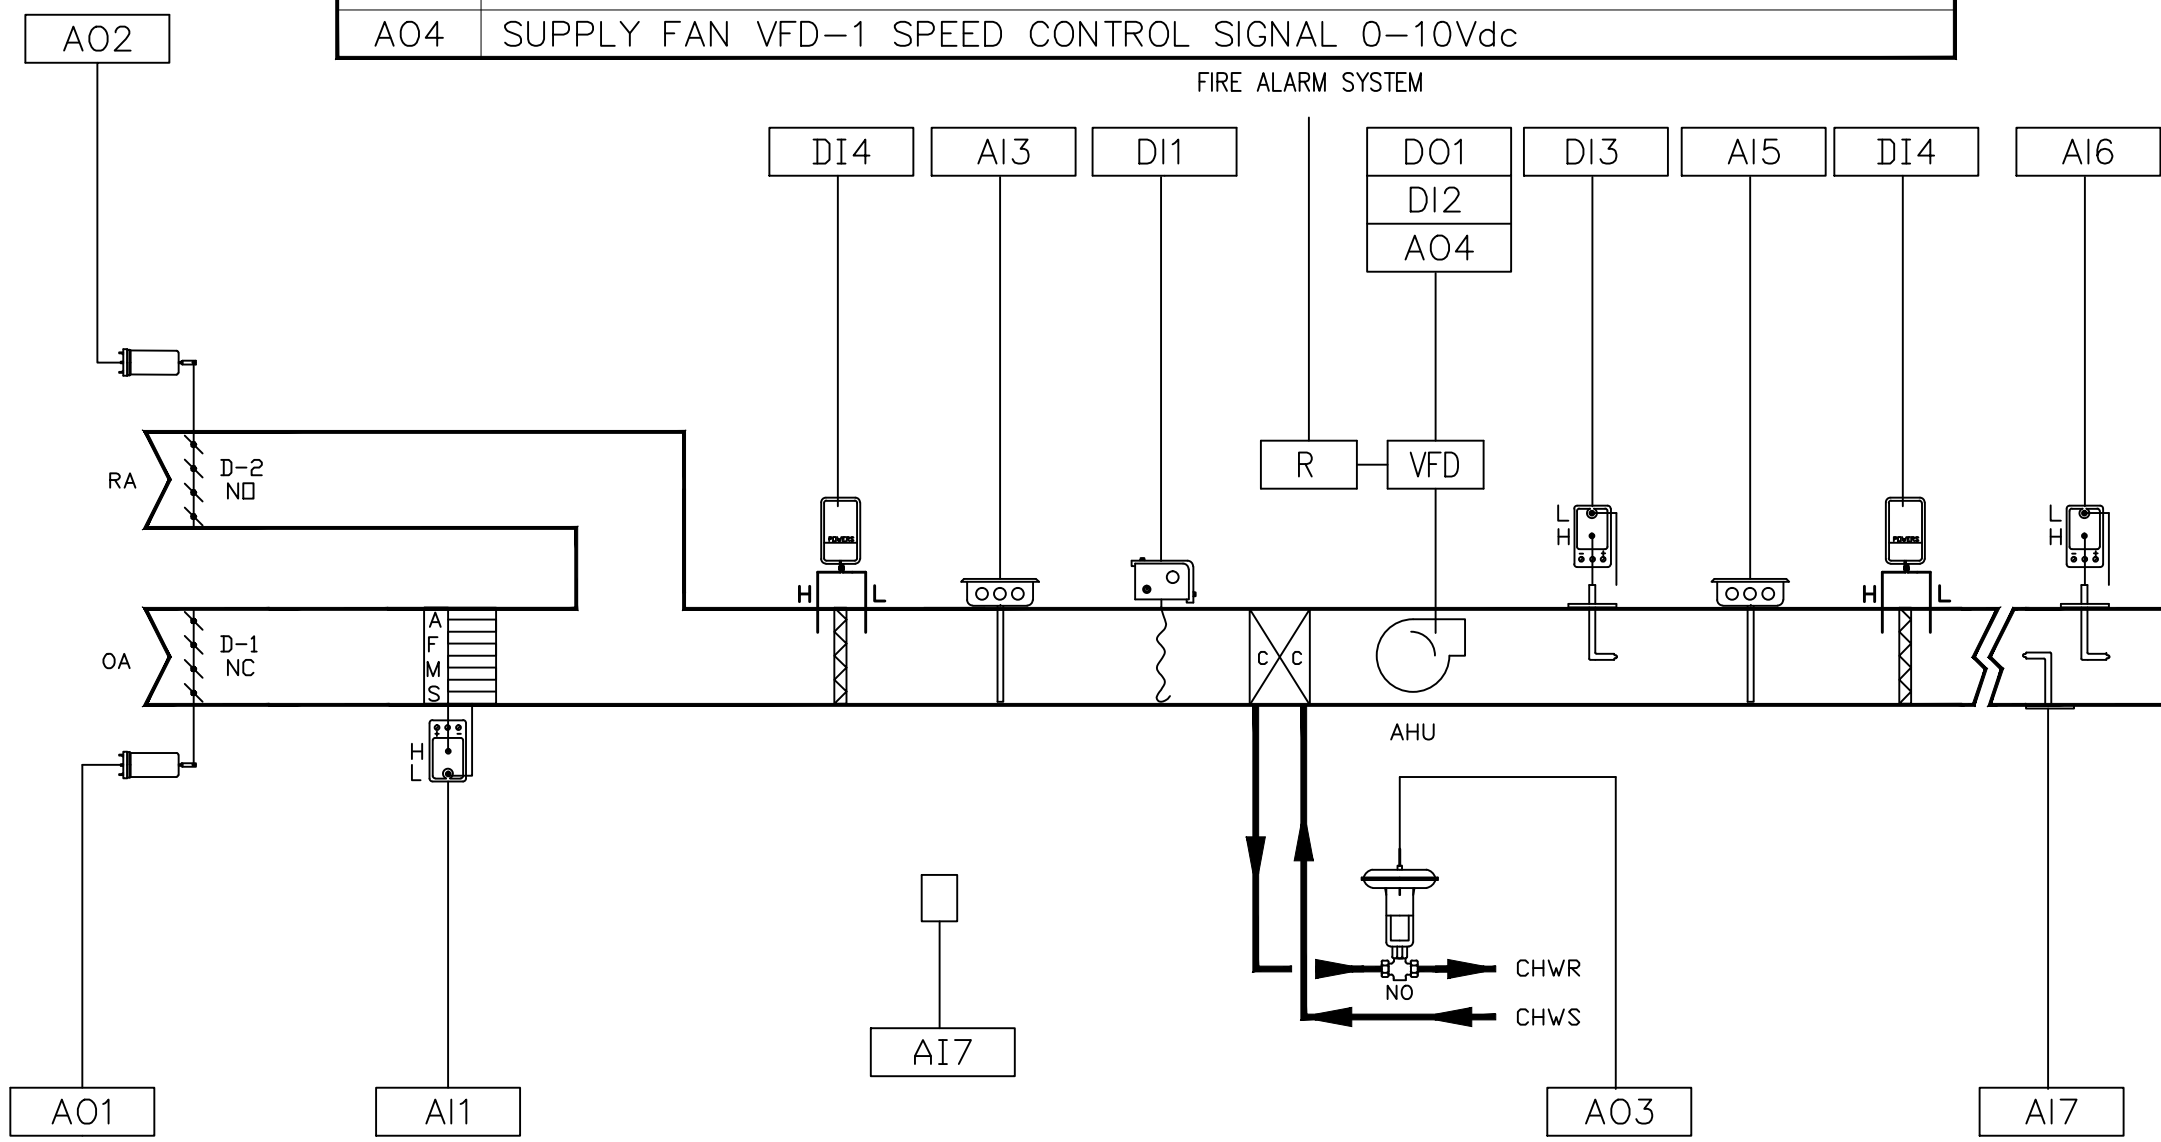 AO2
AO4 SUPPLY FAN VFD-1 SPEED CONTROL SIGNAL 0-10Vdc
FIRE ALARM SYSTEM
DI4
AI3
DI1
DO1
DI2
AO4
DI3
AI5
DI4
AI6
R
VFD
RA
D-2
NO
POWERS
H L
L
H
- +
POWERS
H L
L
H
- +
OA
D-1
NC
A
F
M
S
C C
AHU
+ -
H
L
NO
CHWR
CHWS
AI7
AO1
AI1
AO3
AI7